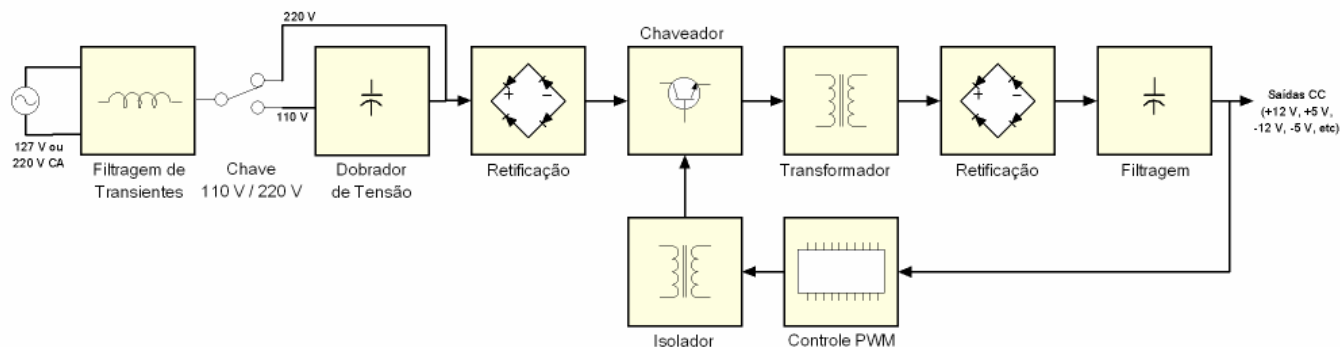 220 V
Chaveador
110 V
127 V ou
220 V CA
Filtragem de
Transientes
Chave
110 V / 220 V
Dobrador
de Tensão
Retificação
Transformador
Retificação
Filtragem
Saídas CC
(+12 V, +5 V,
-12 V, -5 V, etc)
Isolador
Controle PWM